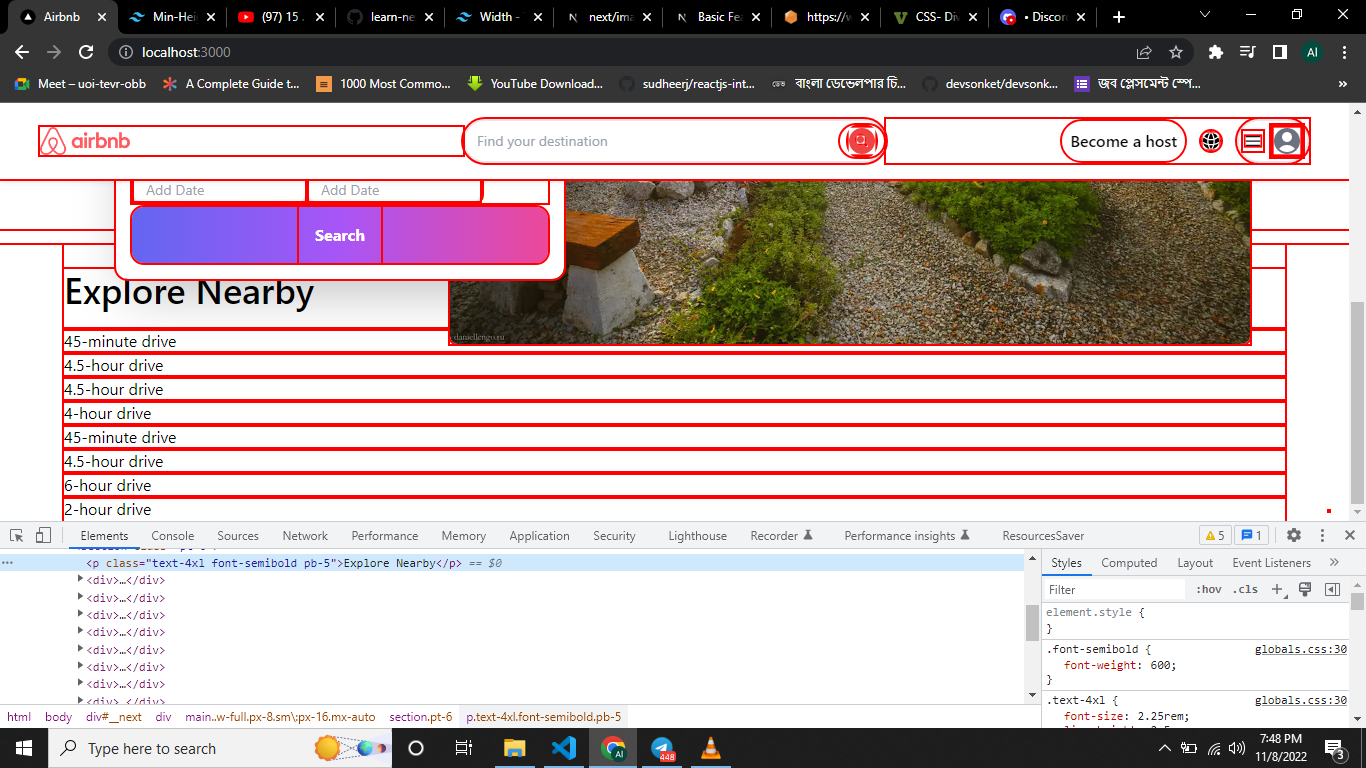 Airbnb
Min-Hei
(97) 15
learn-ne
Width -
next/ima
Basic Fea
https://w
CSS- Div
• Discor
localhost:3000
AI
Meet – uoi-tevr-obb
A Complete Guide t...
1000 Most Commo...
YouTube Download...
sudheerj/reactjs-int...
বাংলা ডেভেলপার চি...
devsonket/devsonk...
জব প্লেসমেন্ট স্পে...
»
airbnb
Find your destination
Become a host
Add Date
Add Date
Search
Explore Nearby
daniellengo.ru
45-minute drive
4.5-hour drive
4.5-hour drive
4-hour drive
45-minute drive
4.5-hour drive
6-hour drive
2-hour drive
Elements
Console
Sources
Network
Performance
Memory
Application
Security
Lighthouse
Recorder
Performance insights
ResourcesSaver
5
1
<p class="text-4xl font-semibold pb-5">Explore Nearby</p> == $0
<div>…</div>
<div>…</div>
<div>…</div>
<div>…</div>
<div>…</div>
<div>…</div>
<div>…</div>
<div>…</div>
html body div#__next div main..w-full.px-8.sm\:px-16.mx-auto section.pt-6 p.text-4xl.font-semibold.pb-5
Styles
Computed
Layout
Event Listeners
»
Filter
:hov .cls
element.style {
}
.font-semibold {
globals.css:30
font-weight: 600;
}
.text-4xl {
globals.css:30
font-size: 2.25rem;
Type here to search
AI
448
7:48 PM
11/8/2022
3